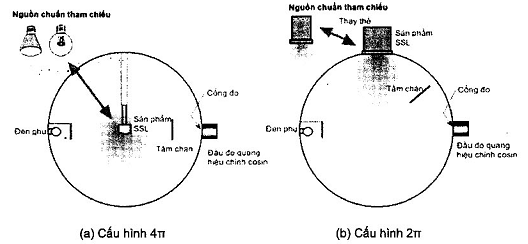 Nguồn chuẩn tham chiếu
Sản phẩm
SSL
Đèn phụ
Tấm chắn
Cổng đo
Đầu đo quang
hiệu chỉnh cosin
(a) Cấu hình 4π
Nguồn chuẩn tham chiếu
Thay thế
Sản phẩm
SSL
Tấm chắn
Cổng đo
Đèn phụ
Đầu đo quang
hiệu chỉnh cosin
(b) Cấu hình 2π